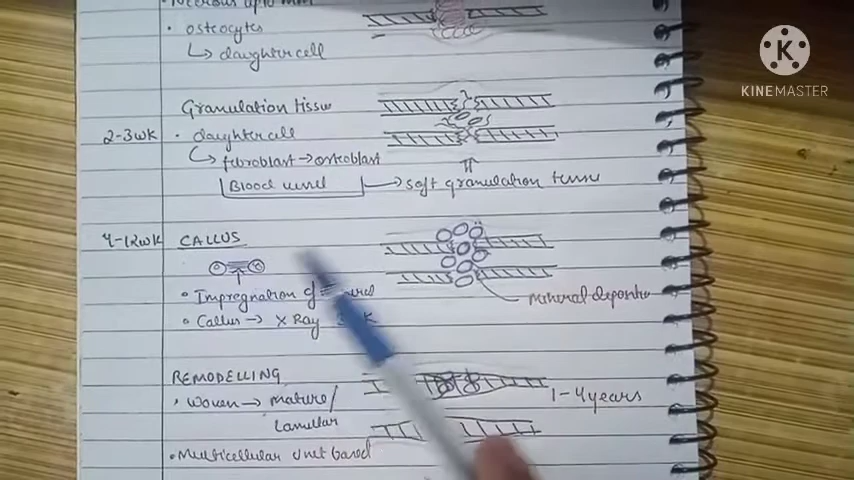 osteocytes
↳ daughter cell
K
KINEMASTER
Granulation tissue
2-3wk • daughter cell
↳ fibroblast → osteoblast
Blood vessel → soft granulation tissue
4-12wk CALLUS
• Impregnation of
mineral deposits
• Callus → X Ray
REMODELLING
• Woven → mature/
1-4 years
Lamellar
• Multicellular unit based